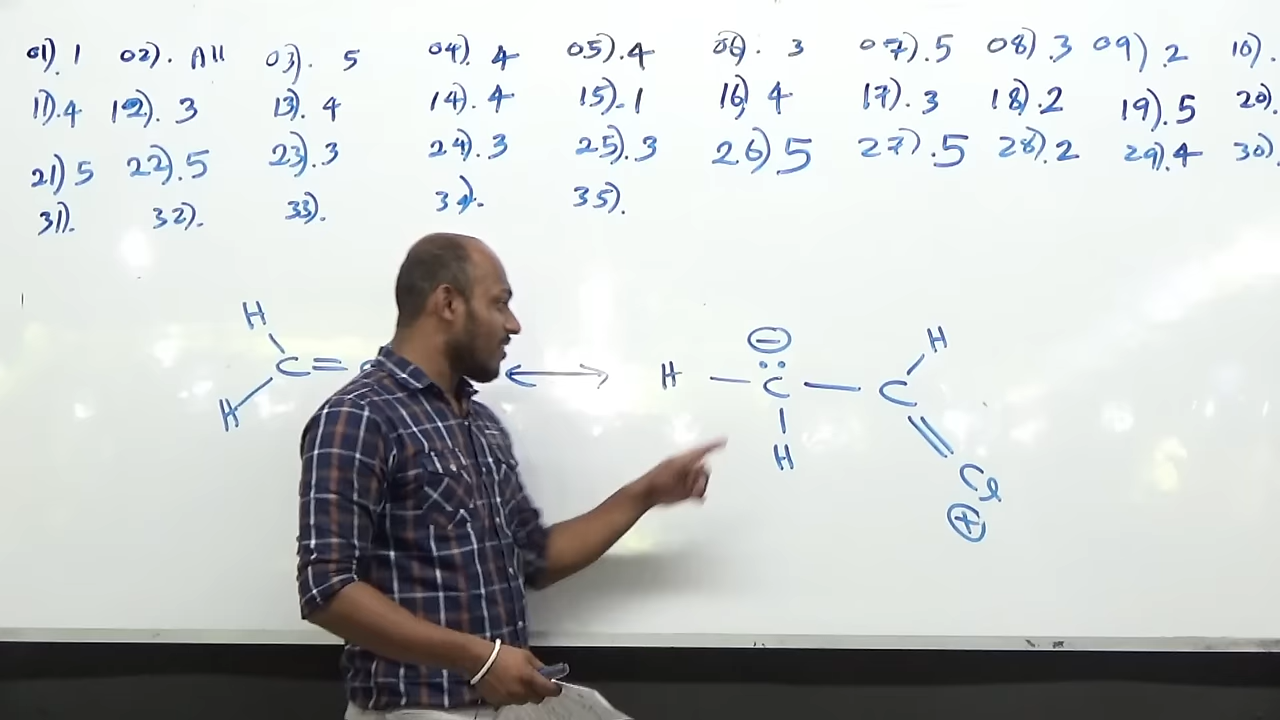 01). 1 02). All 03). 5 04). 4 05). 4 06). 3 07). 5 08). 3 09). 2 10).
11). 4 12). 3 13). 4 14). 4 15). 1 16) 4 17). 3 18). 2 19). 5 20).
21) 5 22). 5 23). 3 24). 3 25). 3 26) 5 27). 5 28). 2 29). 4 30).
31). 32). 33). 34). 35).
H H
⊖
C = ↔ H — C̈ — C
H H
Cl
⊕